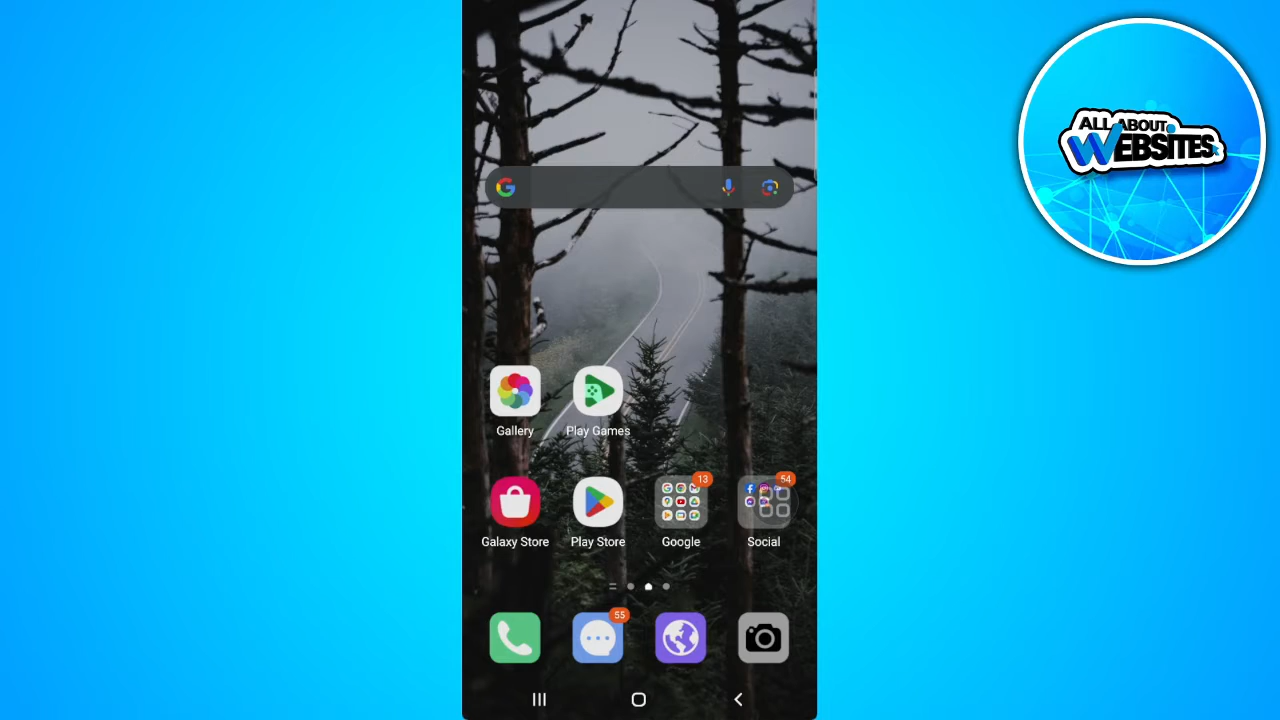 ALL ABOUT
WEBSITES
Gallery
Play Games
13
54
Galaxy Store
Play Store
Google
Social
55